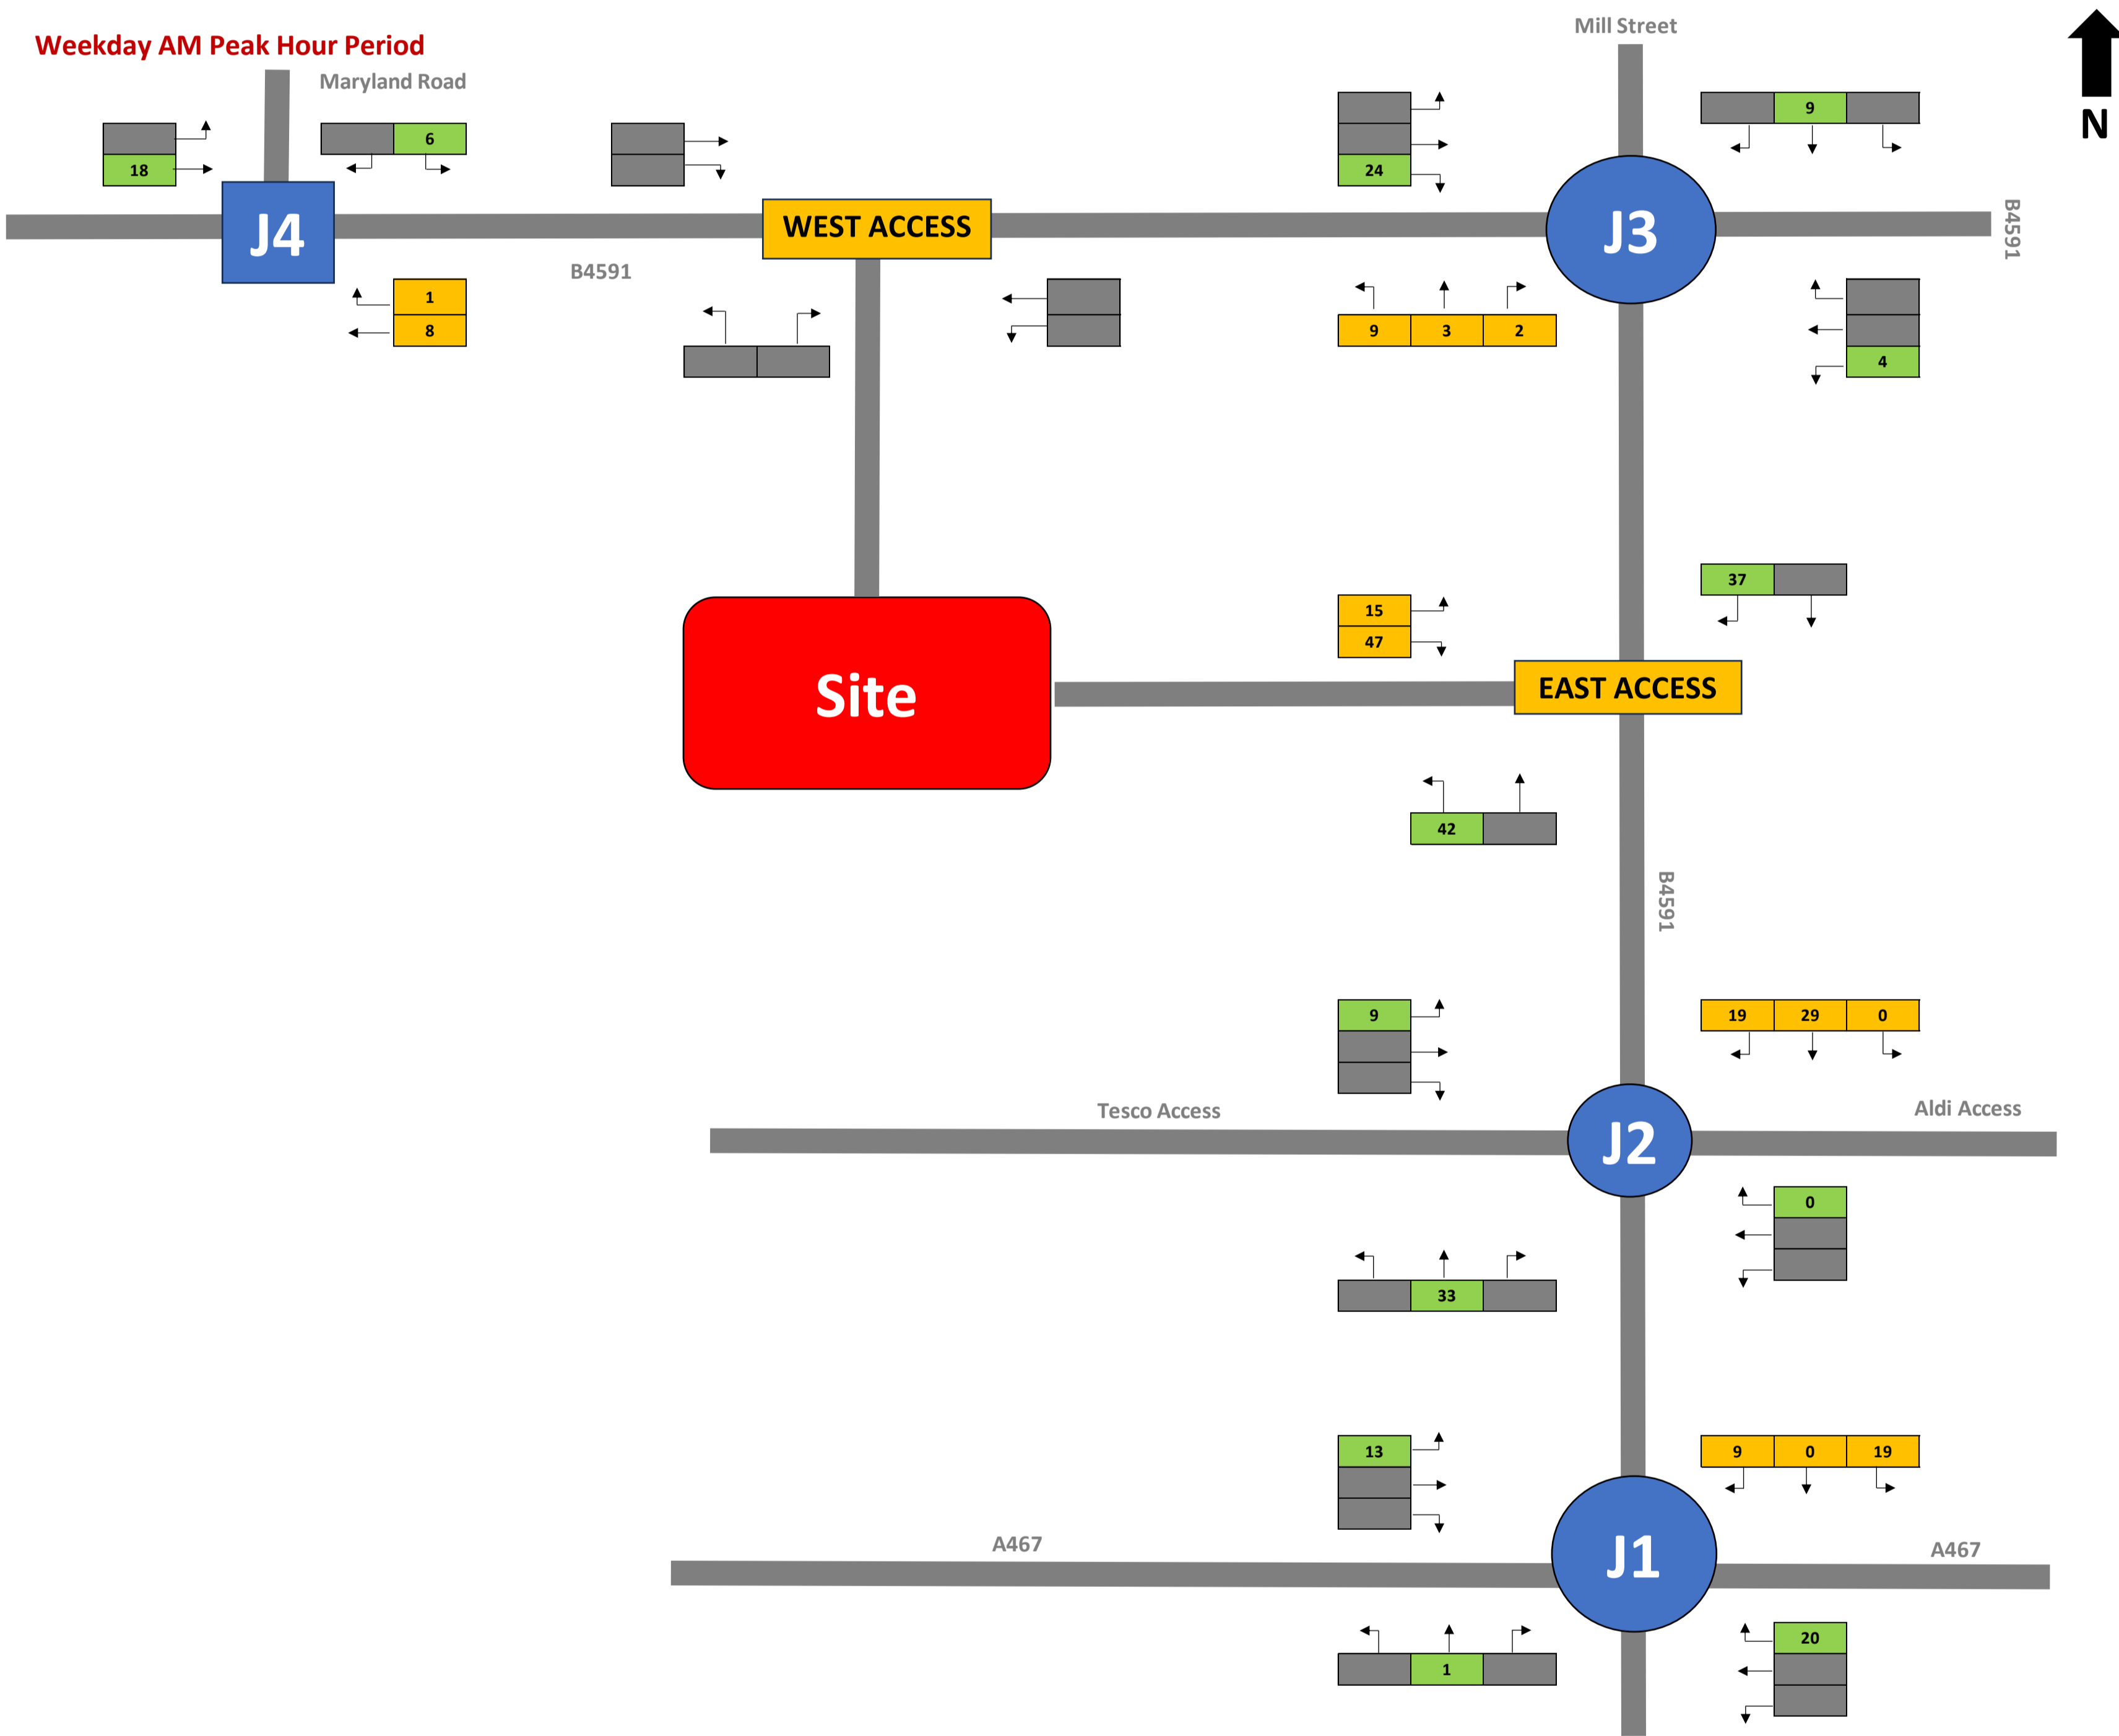 Mill Street
Weekday AM Peak Hour Period
Maryland Road
N
9
6
18
24
J4
WEST ACCESS
J3
B4591
B4591
1
8
9 3 2
4
37
15
47
Site
EAST ACCESS
42
B4591
9
19 29 0
Tesco Access
Aldi Access
J2
0
33
13
9 0 19
A467
J1
A467
20
1